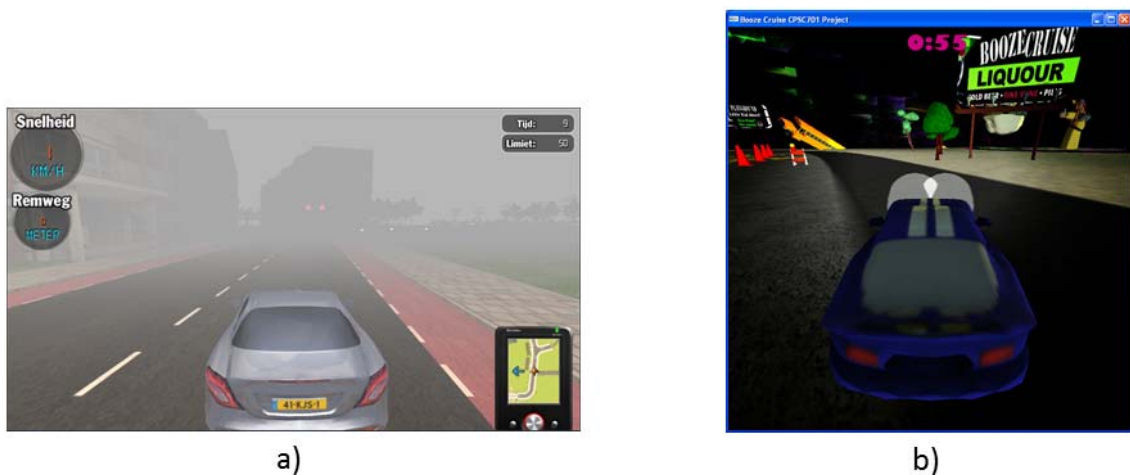 Snelheid
KM/H
Remweg
METER
Tijd: 9
Limiet: 50
41-KJS-1
a)
Booze Cruise CPSC701 Project
0:55
BOOZECRUISE
LIQUOUR
b)